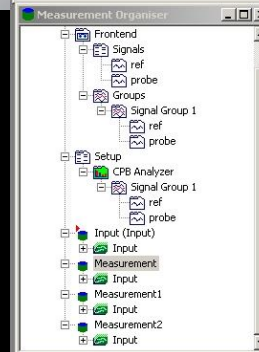 Measurement Organiser
Frontend
Signals
ref
probe
Groups
Signal Group 1
ref
probe
Setup
CPB Analyzer
Signal Group 1
ref
probe
Input (Input)
Input
Measurement
Input
Measurement1
Input
Measurement2
Input